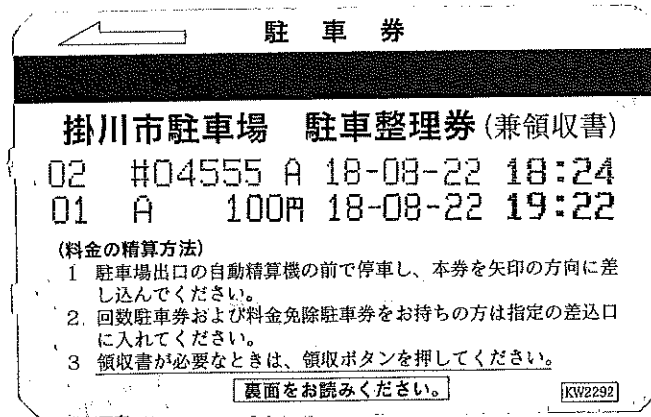 駐車券
掛川市駐車場 駐車整理券(兼領収書)
02 #04555 A 18-08-22 18:24
01 A 100円 18-08-22 19:22
(料金の精算方法)
1 駐車場出口の自動精算機の前で停車し、本券を矢印の方向に差
し込んでください。
2 回数駐車券および料金免除駐車券をお持ちの方は指定の差込口
に入れてください。
3 領収書が必要なときは、領収ボタンを押してください。
裏面をお読みください。
KW2292